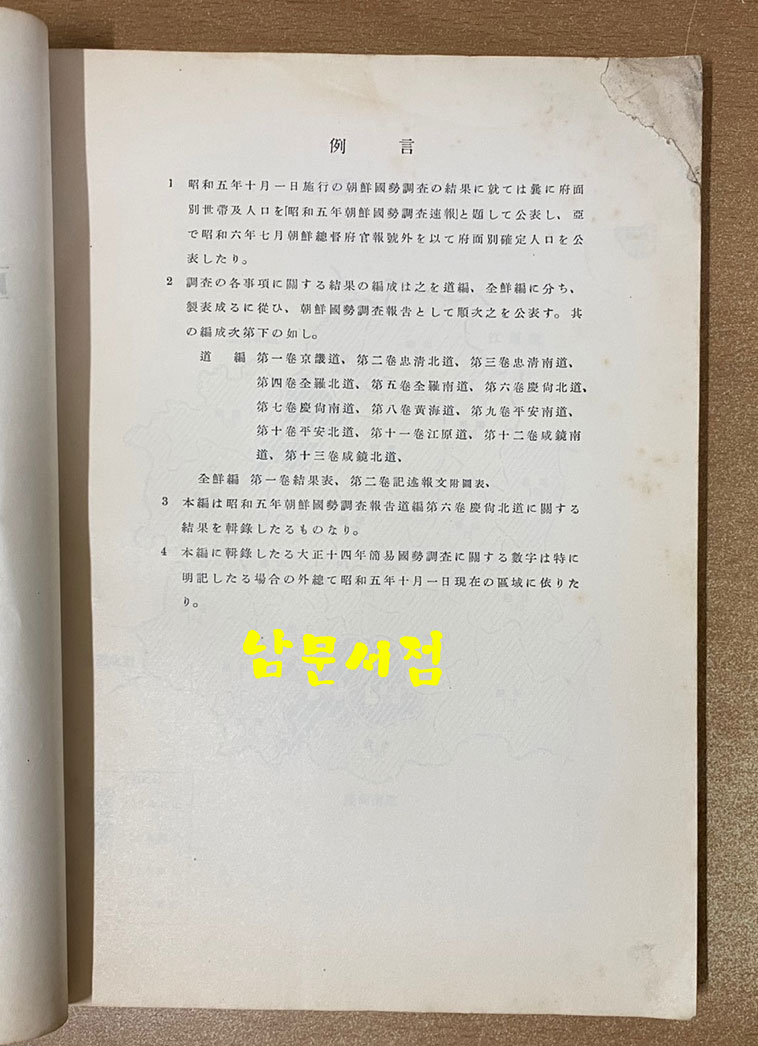 例 言
1 昭和五年十月一日施行の朝鮮國勢調査の結果に就ては曩に府面
別世帶及人口を「昭和五年朝鮮國勢調査速報」と題して公表し、亞
で昭和六年七月朝鮮總督府官報號外を以て府面別確定人口を公
表したり。
2 調査の各事項に關する結果の編成は之を道編、全鮮編に分ち、
製表成るに從ひ、朝鮮國勢調査報告として順次之を公表す。其
の編成次第下の如し。
道 編 第一卷京畿道、第二卷忠清北道、第三卷忠清南道、
第四卷全羅北道、第五卷全羅南道、第六卷慶尙北道、
第七卷慶尙南道、第八卷黃海道、第九卷平安南道、
第十卷平安北道、第十一卷江原道、第十二卷咸鏡南
道、第十三卷咸鏡北道、
全鮮編 第一卷結果表、第二卷記述報文附圖表、
3 本編は昭和五年朝鮮國勢調査報告道編第六卷慶尙北道に關する
結果を輯錄したるものなり。
4 本編に輯錄したる大正十四年簡易國勢調査に關する數字は特に
明記したる場合の外總て昭和五年十月一日現在の區域に依りた
り。
남문서점